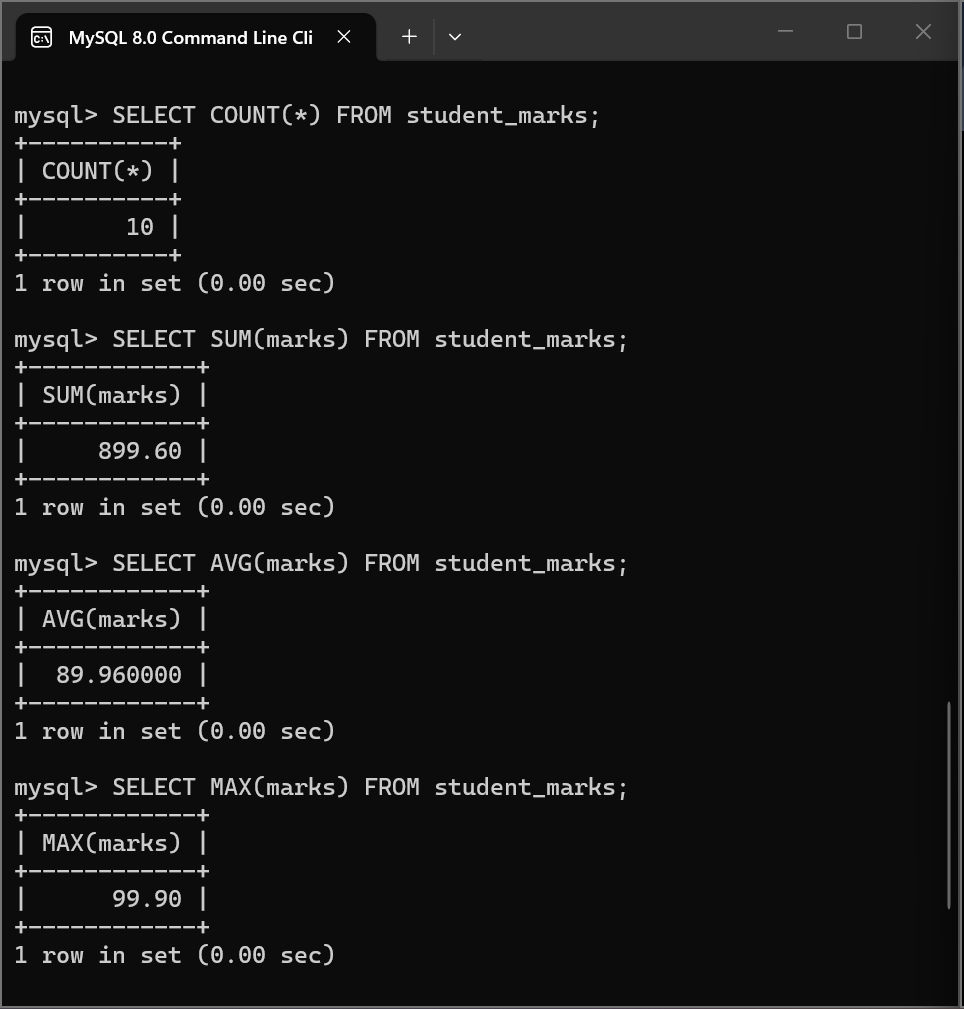 MySQL 8.0 Command Line Cli
mysql> SELECT COUNT(*) FROM student_marks;
+----------+
| COUNT(*) |
+----------+
|       10 |
+----------+
1 row in set (0.00 sec)
mysql> SELECT SUM(marks) FROM student_marks;
+------------+
| SUM(marks) |
+------------+
|     899.60 |
+------------+
1 row in set (0.00 sec)
mysql> SELECT AVG(marks) FROM student_marks;
+------------+
| AVG(marks) |
+------------+
|  89.960000 |
+------------+
1 row in set (0.00 sec)
mysql> SELECT MAX(marks) FROM student_marks;
+------------+
| MAX(marks) |
+------------+
|      99.90 |
+------------+
1 row in set (0.00 sec)